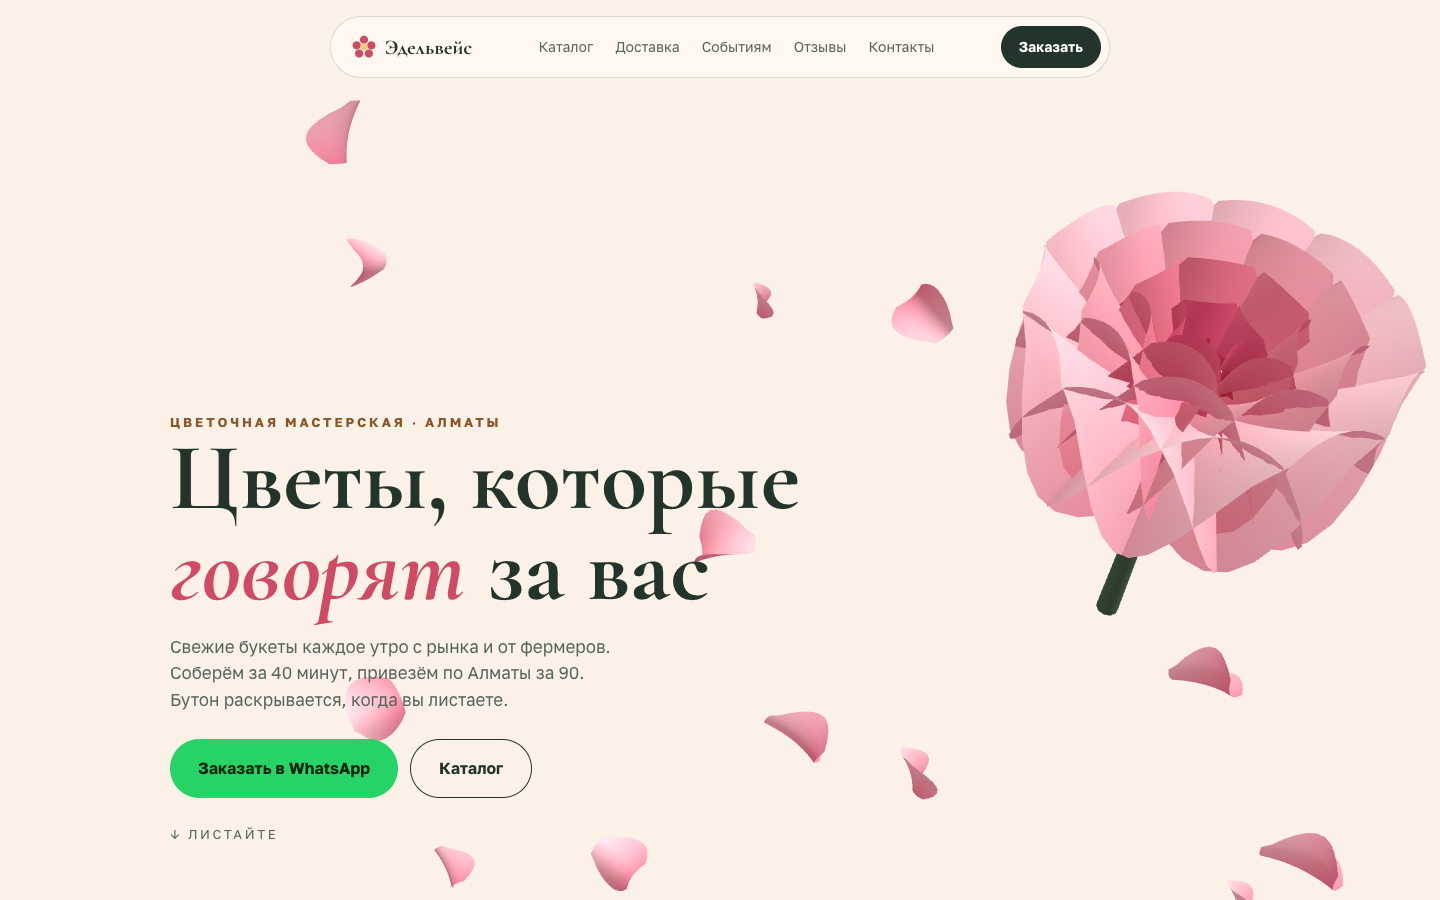 Эдельвейс
Каталог Доставка Событиям Отзывы Контакты
Заказать
ЦВЕТОЧНАЯ МАСТЕРСКАЯ · АЛМАТЫ
Цветы, которые
говорят за вас
Свежие букеты каждое утро с рынка и от фермеров.
Соберём за 40 минут, привезём по Алматы за 90.
Бутон раскрывается, когда вы листаете.
Заказать в WhatsApp
Каталог
↓ ЛИСТАЙТЕ